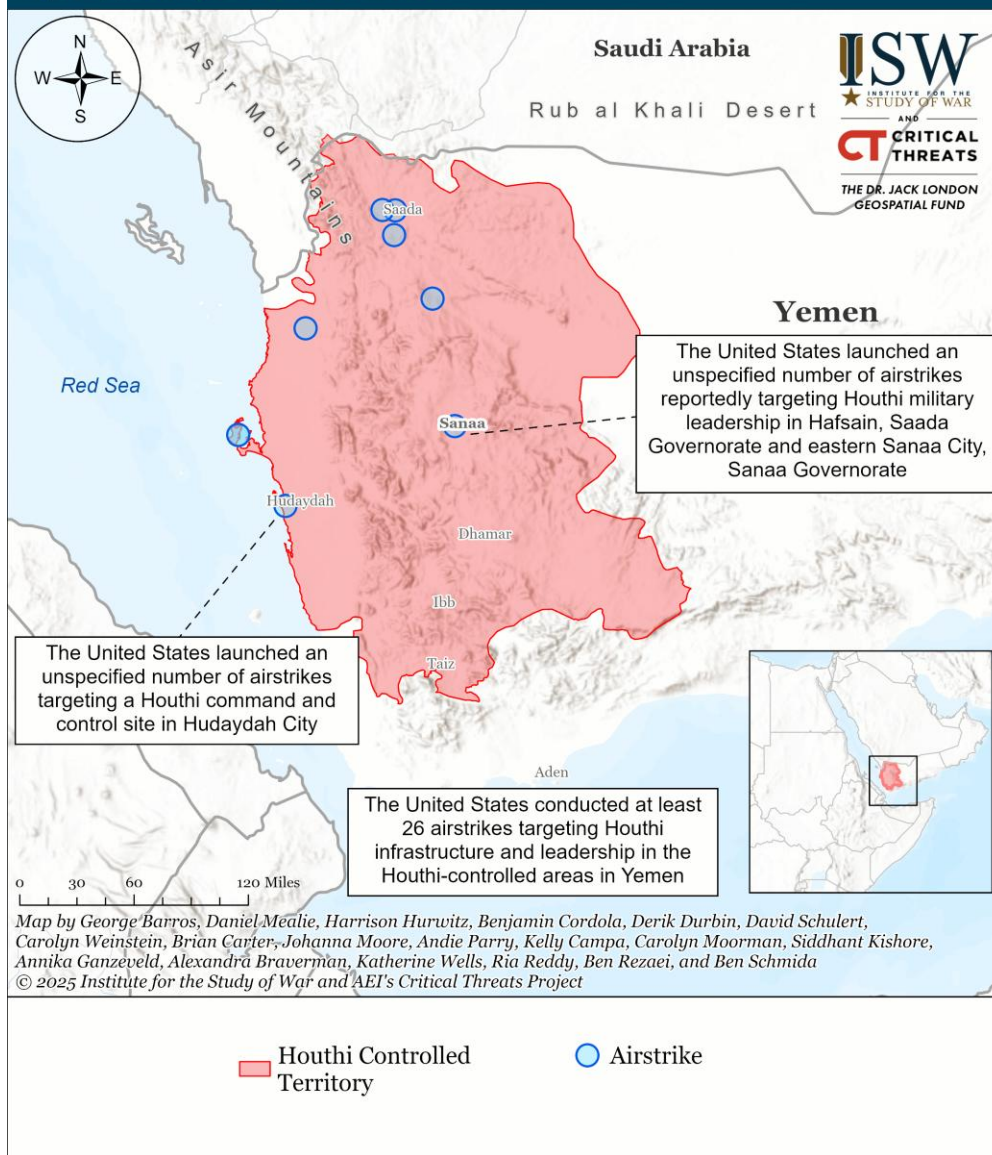 N
W
E
S
Asir Mountains
Saudi Arabia
Rub al Khali Desert
ISW
INSTITUTE FOR THE
STUDY OF WAR
AND
CT CRITICAL
THREATS
THE DR. JACK LONDON
GEOSPATIAL FUND
Saada
Yemen
The United States launched an
unspecified number of airstrikes
reportedly targeting Houthi military
leadership in Hafsain, Saada
Governorate and eastern Sanaa City,
Sanaa Governorate
Red Sea
Sanaa
Hudaydah
Dhamar
Ibb
Taiz
The United States launched an
unspecified number of airstrikes
targeting a Houthi command and
control site in Hudaydah City
Aden
The United States conducted at least
26 airstrikes targeting Houthi
infrastructure and leadership in the
Houthi-controlled areas in Yemen
0 30 60 120 Miles
Map by George Barros, Daniel Mealie, Harrison Hurwitz, Benjamin Cordola, Derik Durbin, David Schulert,
Carolyn Weinstein, Brian Carter, Johanna Moore, Andie Parry, Kelly Campa, Carolyn Moorman, Siddhant Kishore,
Annika Ganzeveld, Alexandra Braverman, Katherine Wells, Ria Reddy, Ben Rezaei, and Ben Schmida
© 2025 Institute for the Study of War and AEI's Critical Threats Project
Houthi Controlled
Territory
Airstrike